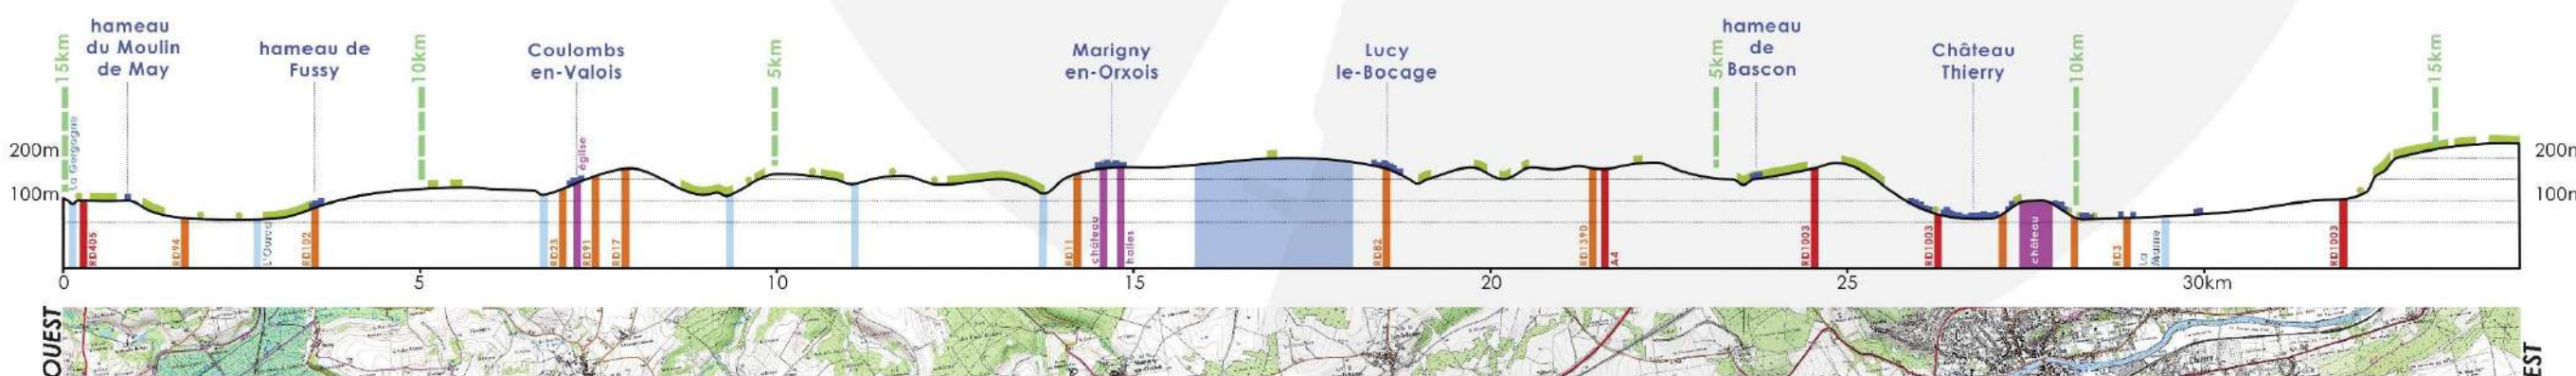 hameau
du Moulin
de May
hameau de
Fussy
Coulombs
en-Valois
Marigny
en-Orxois
Lucy
le-Bocage
hameau
de
Bascon
Château
Thierry
15km
10km
5km
5km
10km
15km
200m
100m
200m
100m
La Gergogne
RD405
RD94
L'Ourcq
RD102
RD23
église
RD91
RD17
RD11
château
halles
RD82
RD1390
A4
RD1003
RD1003
château
RD3
La
Marne
RD1003
0
5
10
15
20
25
30km
OUEST
EST